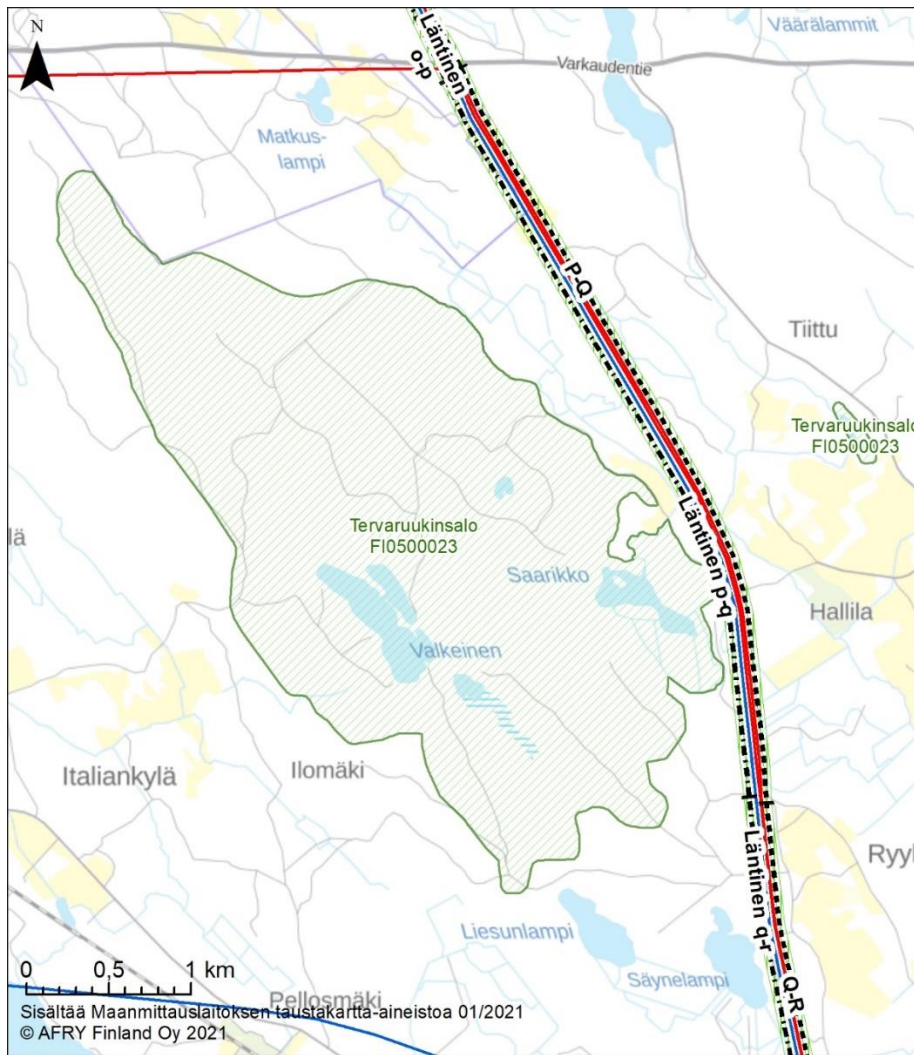 N
Väärälammit
Läntinen
o-p
Varkaudentie
Matkus-
lampi
P-Q
Tiittu
Tervaruukinsalo
FI0500023
Tervaruukinsalo
FI0500023
Läntinen p-q
Saarikko
Hallila
Valkeinen
Italiankylä
Ilomäki
Läntinen q-r
Liesunlampi
Säynelampi
Q-R
0 0,5 1 km
Pellosmäki
Sisältää Maanmittauslaitoksen taustakartta-aineistoa 01/2021
© AFRY Finland Oy 2021